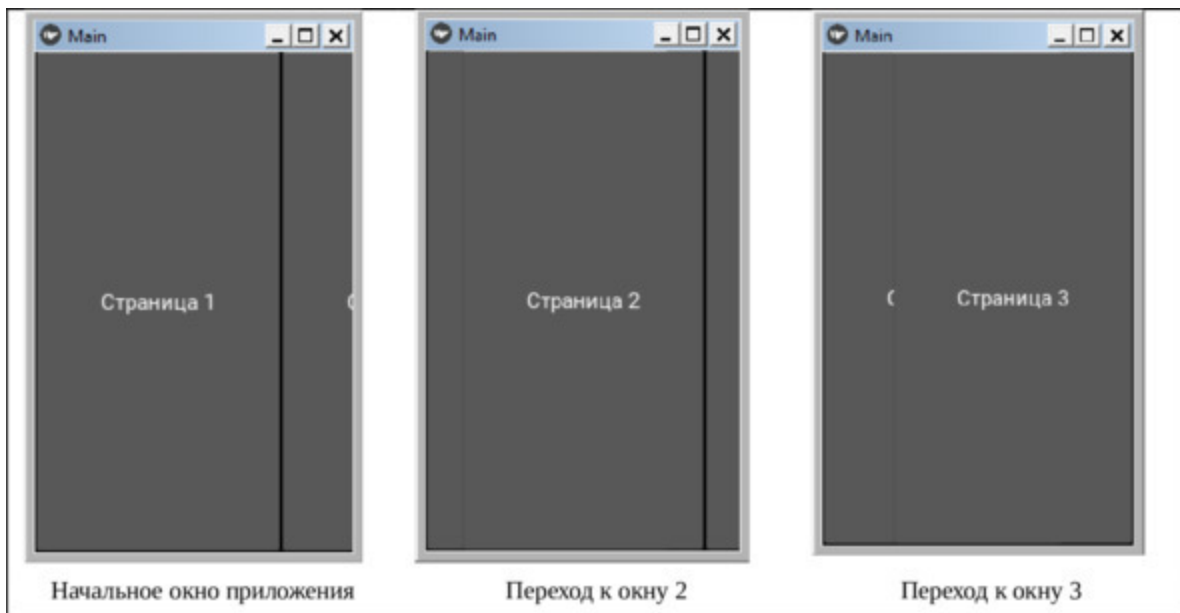 Main
Страница 1
Начальное окно приложения
Main
Страница 2
Переход к окну 2
Main
Страница 3
Переход к окну 3